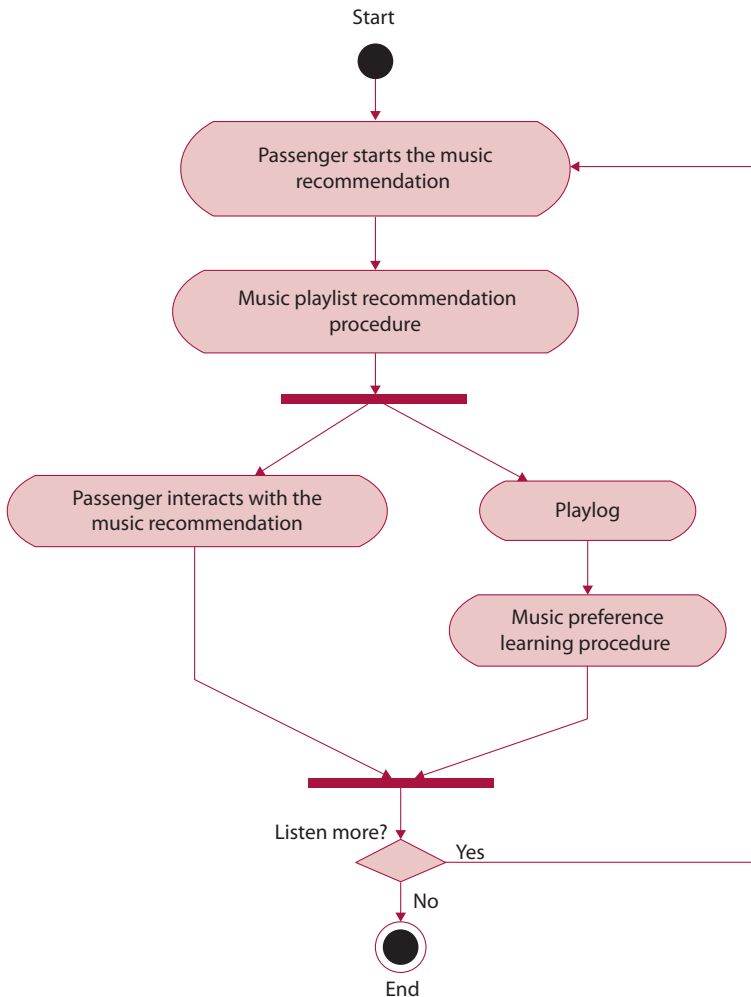 Start
Passenger starts the music
recommendation
Music playlist recommendation
procedure
Passenger interacts with the
music recommendation
Playlog
Music preference
learning procedure
Listen more?
Yes
No
End